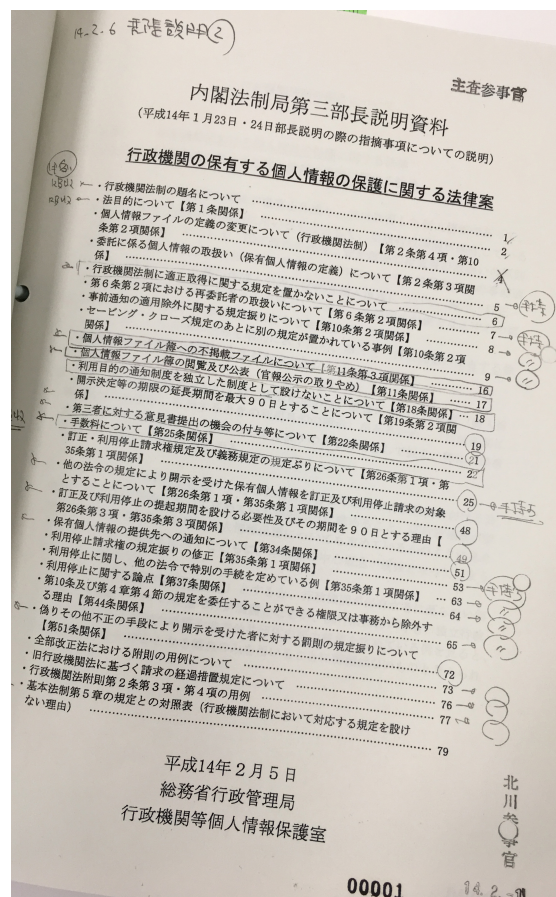 14.2.6
主査参事官
内閣法制局第三部長説明資料
(平成14年1月23日・24日部長説明の際の指摘事項についての説明)
行政機関の保有する個人情報の保護に関する法律案
・行政機関法制の題名について ………… 1
・法目的について【第1条関係】 ………… 2
・個人情報ファイルの定義の変更について(行政機関法制)【第2条第4項・第10
条第2項関係】 ………… 4
・委託に係る個人情報の取扱い(保有個人情報の定義)について【第2条第3項関
係】 ………… 5
・行政機関法制に適正取得に関する規定を置かないことについて ………… 6
・第6条第2項における再委託者の取扱いについて【第6条第2項関係】 ………… 7
・事前通知の適用除外に関する規定振りについて【第10条第2項関係】 ………… 8
・セービング・クローズ規定のあとに別の規定が置かれている事例【第10条第2項
関係】 ………… 9
・個人情報ファイル簿への不掲載ファイルについて【第11条第3項関係】 ………… 16
・個人情報ファイル簿の閲覧及び公表(官報公示の取りやめ)【第11条関係】 ………… 17
・利用目的の通知制度を独立した制度として設けないことについて【第18条関係】 18
・開示決定等の期限の延長期間を最大90日とすることについて【第19条第2項関
係】 ………… 19
・第三者に対する意見書提出の機会の付与等について【第22条関係】 ………… 21
・手数料について【第25条関係】 ………… 22
・訂正・利用停止請求権規定及び義務規定の規定ぶりについて【第26条第1項・第
35条第1項関係】 ………… 25
・他の法令の規定により開示を受けた保有個人情報を訂正及び利用停止請求の対象
とすることについて【第26条第1項・第35条第1項関係】 ………… 48
・訂正及び利用停止の提起期間を設ける必要性及びその期間を90日とする理由【
第26条第3項・第35条第3項関係】 ………… 49
・保有個人情報の提供先への通知について【第34条関係】 ………… 51
・利用停止請求権の規定振りの修正【第35条第1項関係】 ………… 53
・利用停止に関し、他の法令で特別の手続を定めている例【第35条第1項関係】 ………… 63
・利用停止に関する論点【第37条関係】 ………… 64
・第10条及び第4章第4節の規定を委任することができる権限又は事務から除外す
る理由【第44条関係】 ………… 65
・偽りその他不正の手段により開示を受けた者に対する罰則の規定振りについて
【第51条関係】 ………… 72
・全部改正法における附則の用例について ………… 73
・旧行政機関法に基づく請求の経過措置規定について ………… 76
・行政機関法附則第2条第3項・第4項の用例 ………… 77
・基本法制第5章の規定との対照表(行政機関法制において対応する規定を設け
ない理由) ………… 79
平成14年2月5日
総務省行政管理局
行政機関等個人情報保護室
北川参事官
00001
14.2.